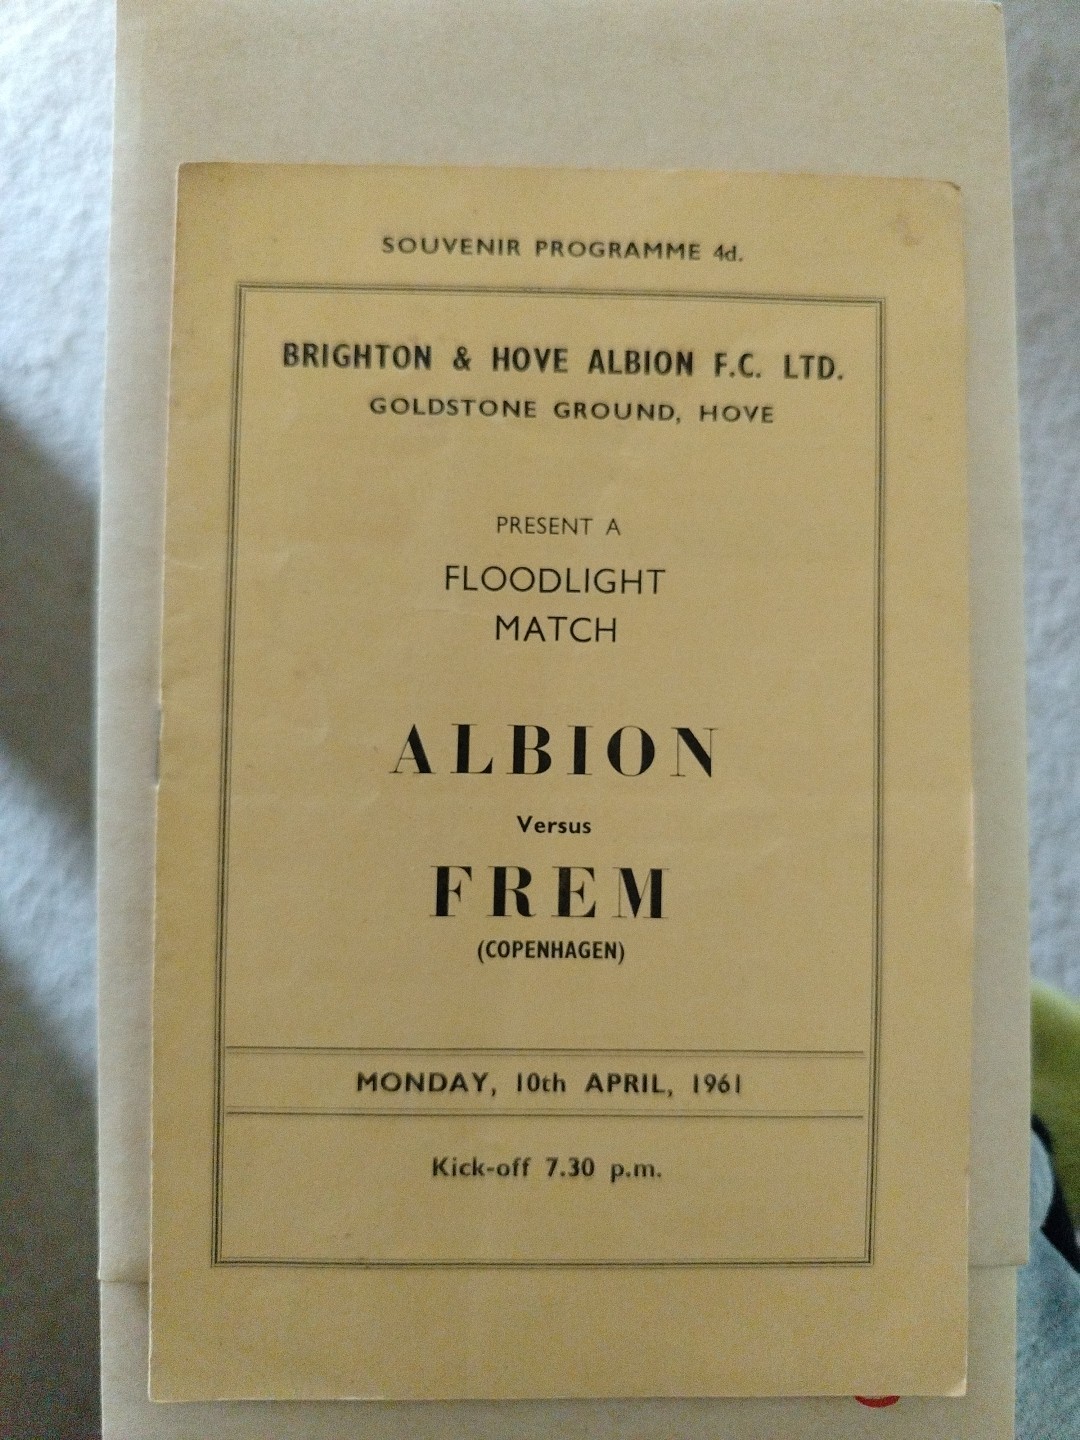 SOUVENIR PROGRAMME 4d.
BRIGHTON & HOVE ALBION F.C. LTD.
GOLDSTONE GROUND, HOVE
PRESENT A
FLOODLIGHT
MATCH
ALBION
Versus
FREM
(COPENHAGEN)
MONDAY, 10th APRIL, 1961
Kick-off 7.30 p.m.